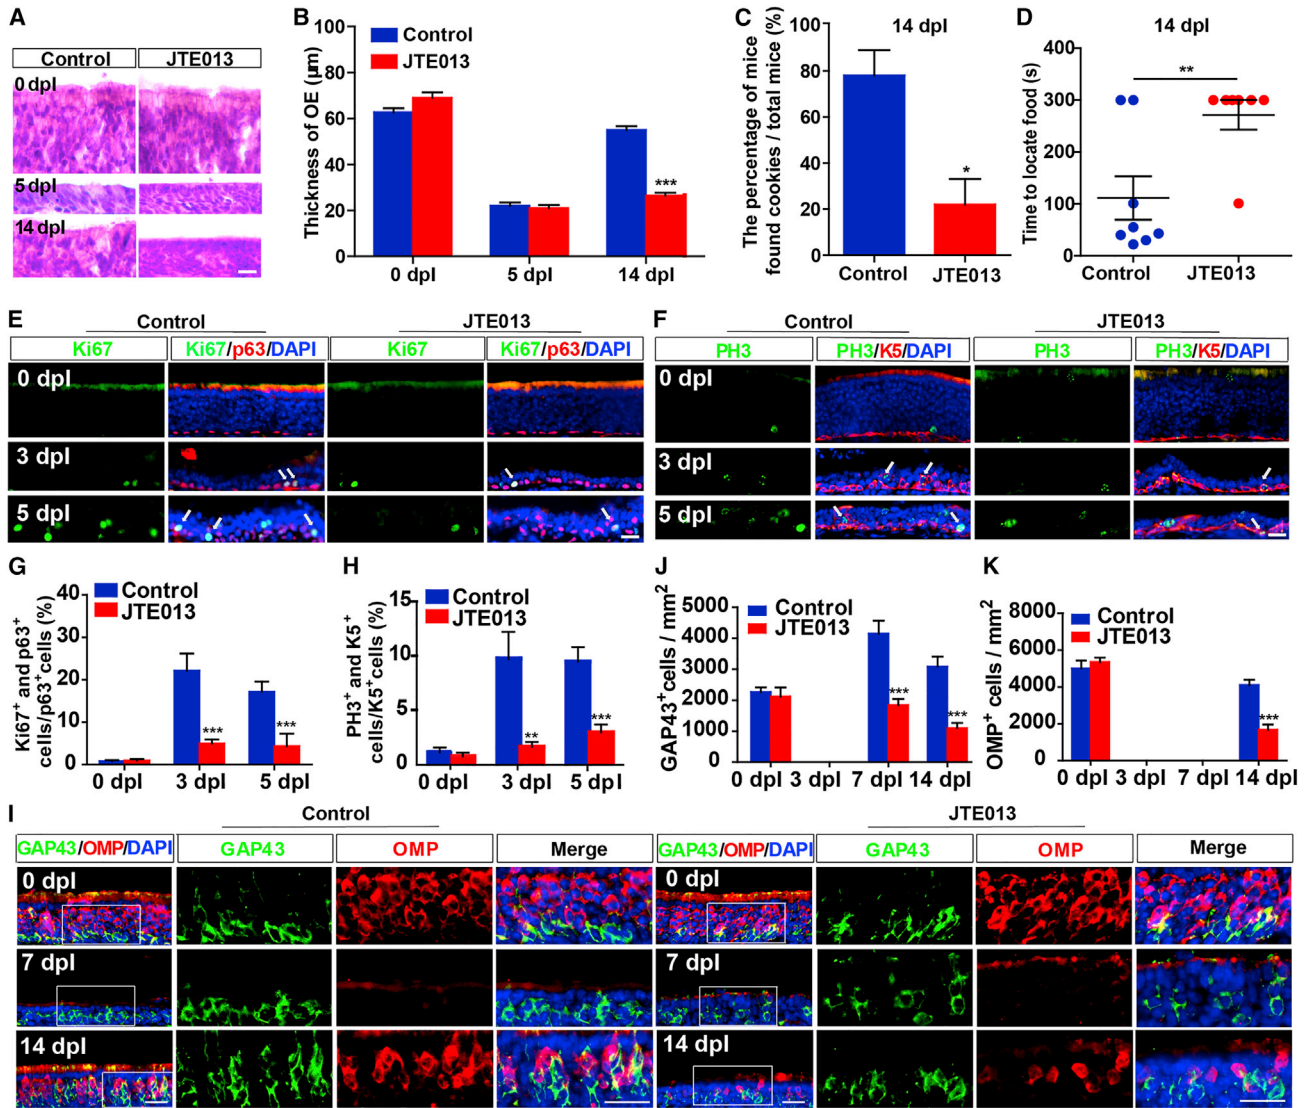 A
Control
JTE013
0 dpl
5 dpl
14 dpl
B
Thickness of OE (μm)
100
80
60
40
20
0
Control
JTE013
***
0 dpl
5 dpl
14 dpl
C
The percentage of mice
found cookies / total mice (%)
14 dpl
100
80
60
40
20
0
*
Control
JTE013
D
14 dpl
Time to locate food (s)
400
300
200
100
0
**
Control
JTE013
E
Control
JTE013
Ki67
Ki67/p63/DAPI
Ki67
Ki67/p63/DAPI
0 dpl
3 dpl
5 dpl
F
Control
JTE013
PH3
PH3/K5/DAPI
PH3
PH3/K5/DAPI
0 dpl
3 dpl
5 dpl
G
Ki67+ and p63+
cells/p63+cells (%)
40
30
20
10
0
Control
JTE013
***
***
0 dpl
3 dpl
5 dpl
H
PH3+ and K5+
cells/K5+cells (%)
15
10
5
0
Control
JTE013
**
***
0 dpl
3 dpl
5 dpl
J
GAP43+cells / mm2
5000
4000
3000
2000
1000
0
Control
JTE013
***
***
0 dpl
3 dpl
7 dpl
14 dpl
K
OMP+ cells / mm2
8000
6000
4000
2000
0
Control
JTE013
***
0 dpl
3 dpl
7 dpl
14 dpl
I
Control
JTE013
GAP43/OMP/DAPI
GAP43
OMP
Merge
GAP43/OMP/DAPI
GAP43
OMP
Merge
0 dpl
0 dpl
7 dpl
7 dpl
14 dpl
14 dpl